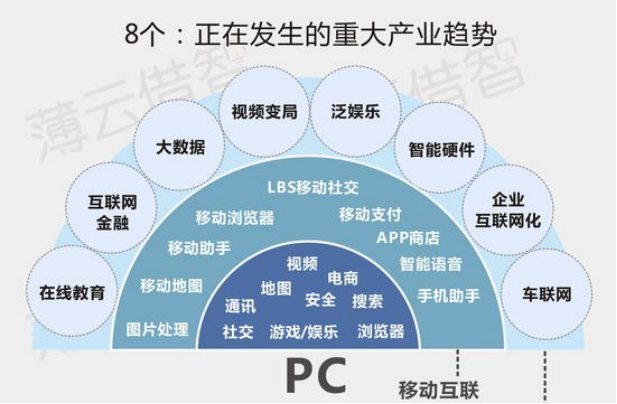 8个：正在发生的重大产业趋势
薄云借智
视频变局
泛娱乐
大数据
智能硬件
互联网
金融
企业
互联网化
在线教育
车联网
LBS移动社交
移动浏览器
移动支付
APP商店
移动助手
智能语音
移动地图
手机助手
图片处理
视频
电商
地图
安全
搜索
通讯
社交
游戏/娱乐
浏览器
PC
移动互联